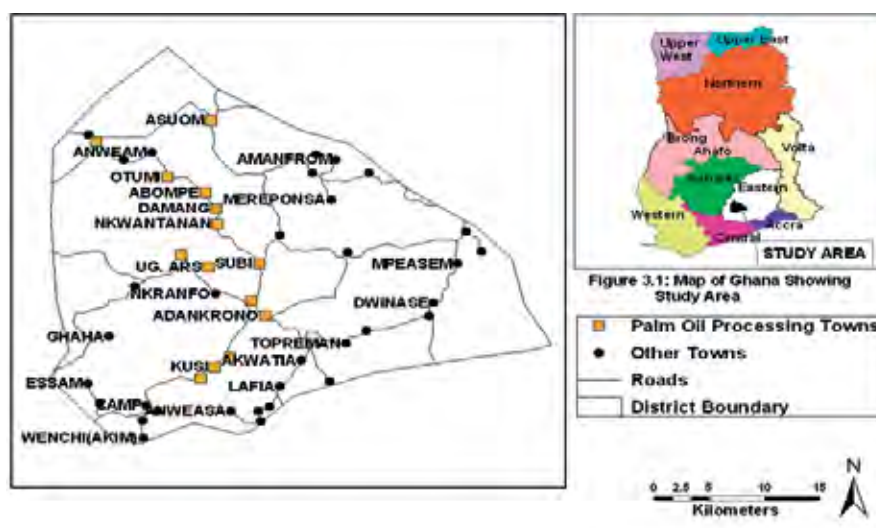 ASUOM
ANWEAM
AMANFROM
OTUMI
ABOMPE
MEREPONSA
DAMANG
NKWANTANAN
UG. ARS
SUBI
MPEASEM
NKRANFO
DWINASE
ADANKRONO
GHAHA
TOPREMAN
AKWATIA
KUSI
ESSAM
LAFIA
ANWEASA
WENCHI(AKIM)
Upper East
Upper
West
Northern
Brong
Ahafo
Volta
Eastern
Western
Accra
Central
STUDY AREA
Figure 3.1: Map of Ghana Showing
Study Area
Palm Oil Processing Towns
Other Towns
Roads
District Boundary
N
0 2.5 5 10 15
Kilometers